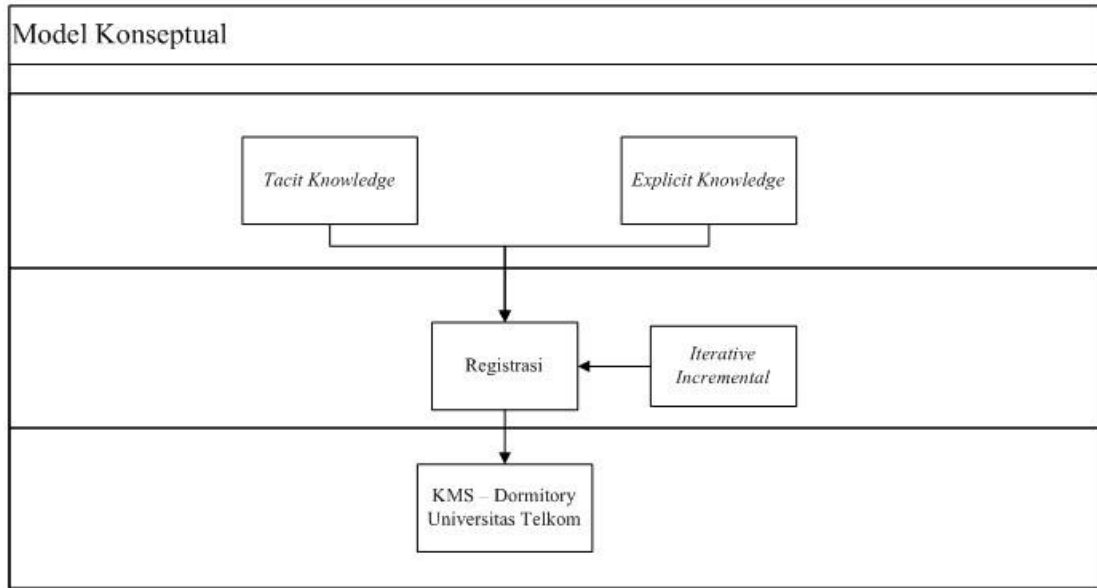 Model Konseptual
Tacit Knowledge
Explicit Knowledge
Registrasi
Iterative
Incremental
KMS – Dormitory
Universitas Telkom